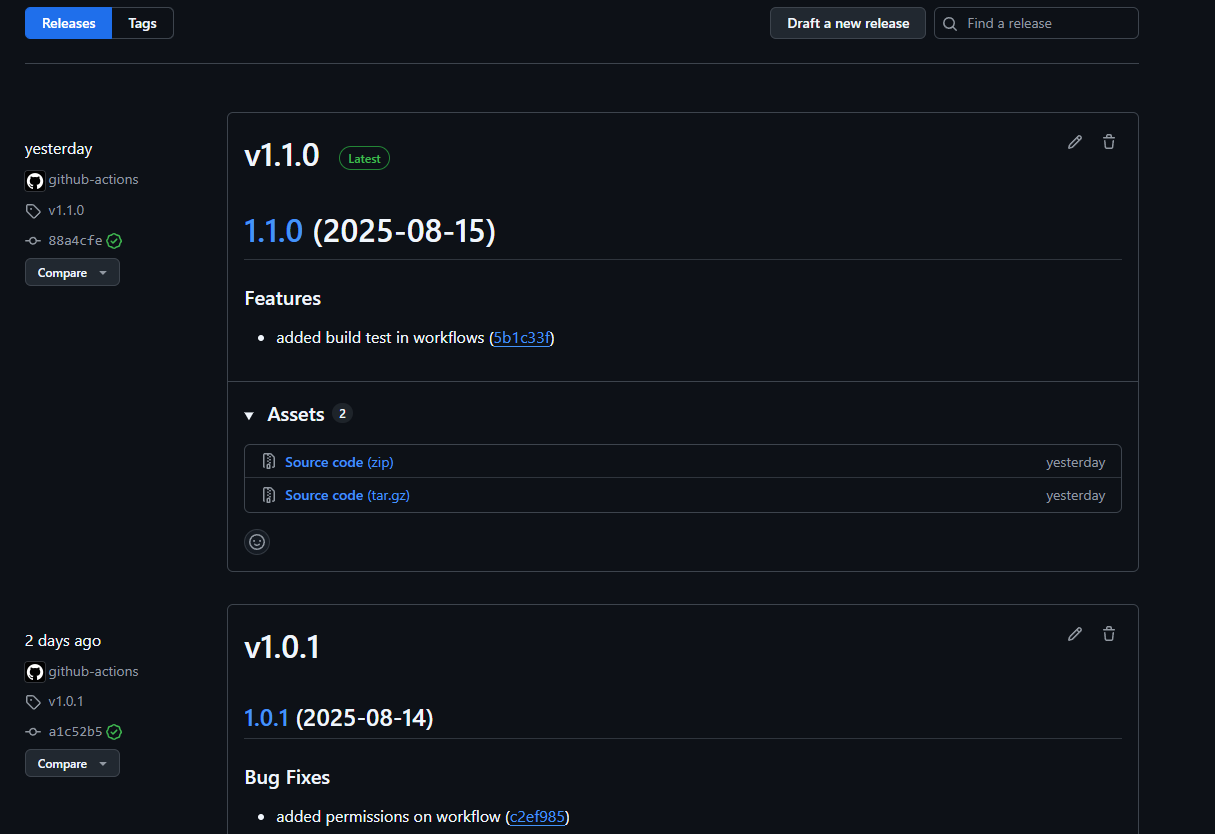 Releases Tags Draft a new release Find a release
yesterday
github-actions
v1.1.0
88a4cfe
Compare
v1.1.0 Latest
1.1.0 (2025-08-15)
Features
• added build test in workflows (5b1c33f)
Assets 2
Source code (zip) yesterday
Source code (tar.gz) yesterday
2 days ago
github-actions
v1.0.1
a1c52b5
Compare
v1.0.1
1.0.1 (2025-08-14)
Bug Fixes
• added permissions on workflow (c2ef985)